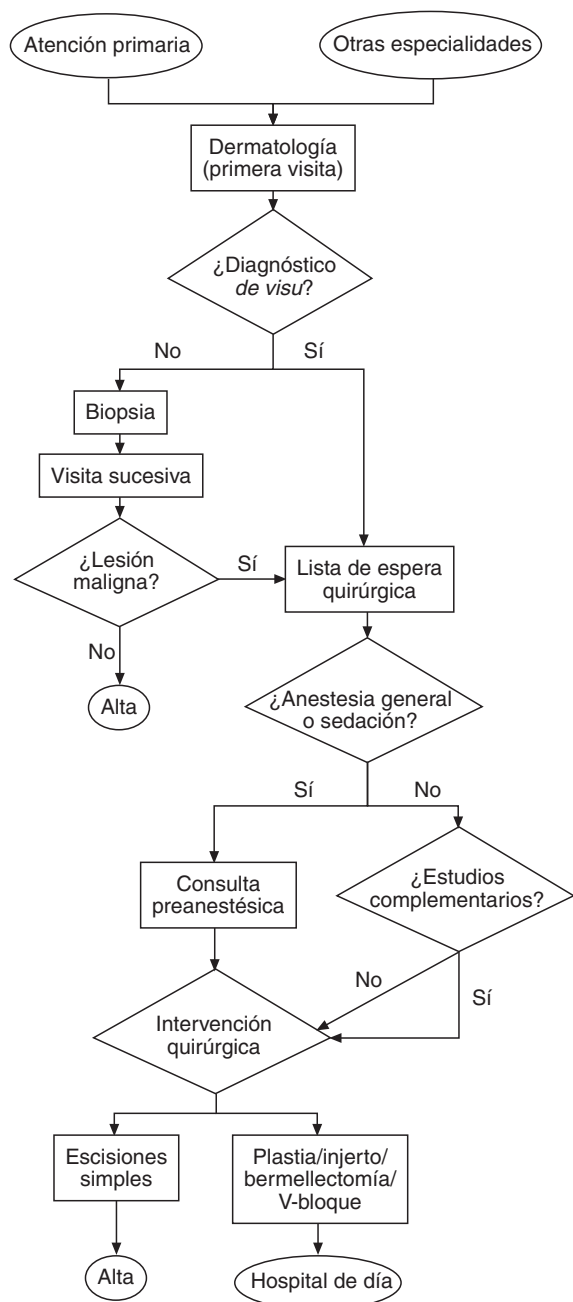 Atención primaria
Otras especialidades
Dermatología
(primera visita)
¿Diagnóstico
de visu?
No
Sí
Biopsia
Visita sucesiva
¿Lesión
maligna?
Sí
Lista de espera
quirúrgica
No
Alta
¿Anestesia general
o sedación?
Sí
No
Consulta
preanestésica
¿Estudios
complementarios?
No
Sí
Intervención
quirúrgica
Escisiones
simples
Plastia/injerto/
bermellectomía/
V-bloque
Alta
Hospital de día